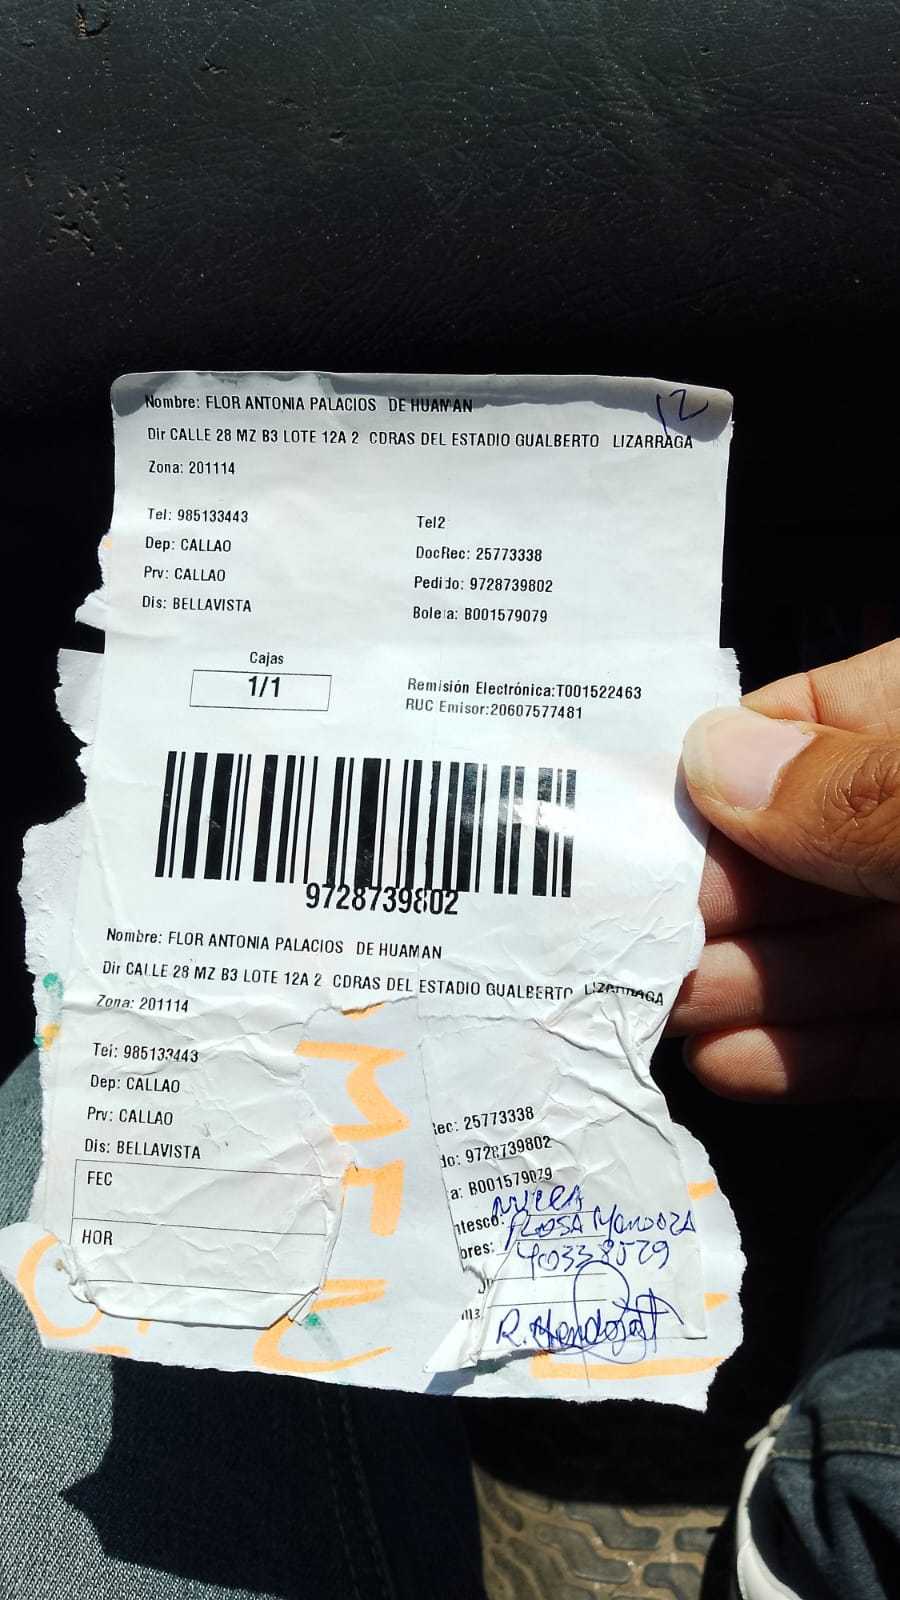 12
Nombre: FLOR ANTONIA PALACIOS DE HUAMAN
Dir CALLE 28 MZ B3 LOTE 12A 2 CDRAS DEL ESTADIO GUALBERTO LIZARRAGA
Zona: 201114
Tel: 985133443
Tel2
Dep: CALLAO
DocRec: 25773338
Prv: CALLAO
Pedido: 9728739802
Dis: BELLAVISTA
Boleta: B001579079
Cajas
1/1
Remisión Electrónica:T001522463
RUC Emisor:20607577481
9728739802
Nombre: FLOR ANTONIA PALACIOS DE HUAMAN
Dir CALLE 28 MZ B3 LOTE 12A 2 CDRAS DEL ESTADIO GUALBERTO LIZARRAGA
Zona: 201114
Tel: 985133443
Dep: CALLAO
Rec: 25773338
Prv: CALLAO
do: 9728739802
Dis: BELLAVISTA
a: B001579079
FEC
ntesco: NUERA
HOR
bres: ROSA MENDOZA
40338529
R. Mendoza